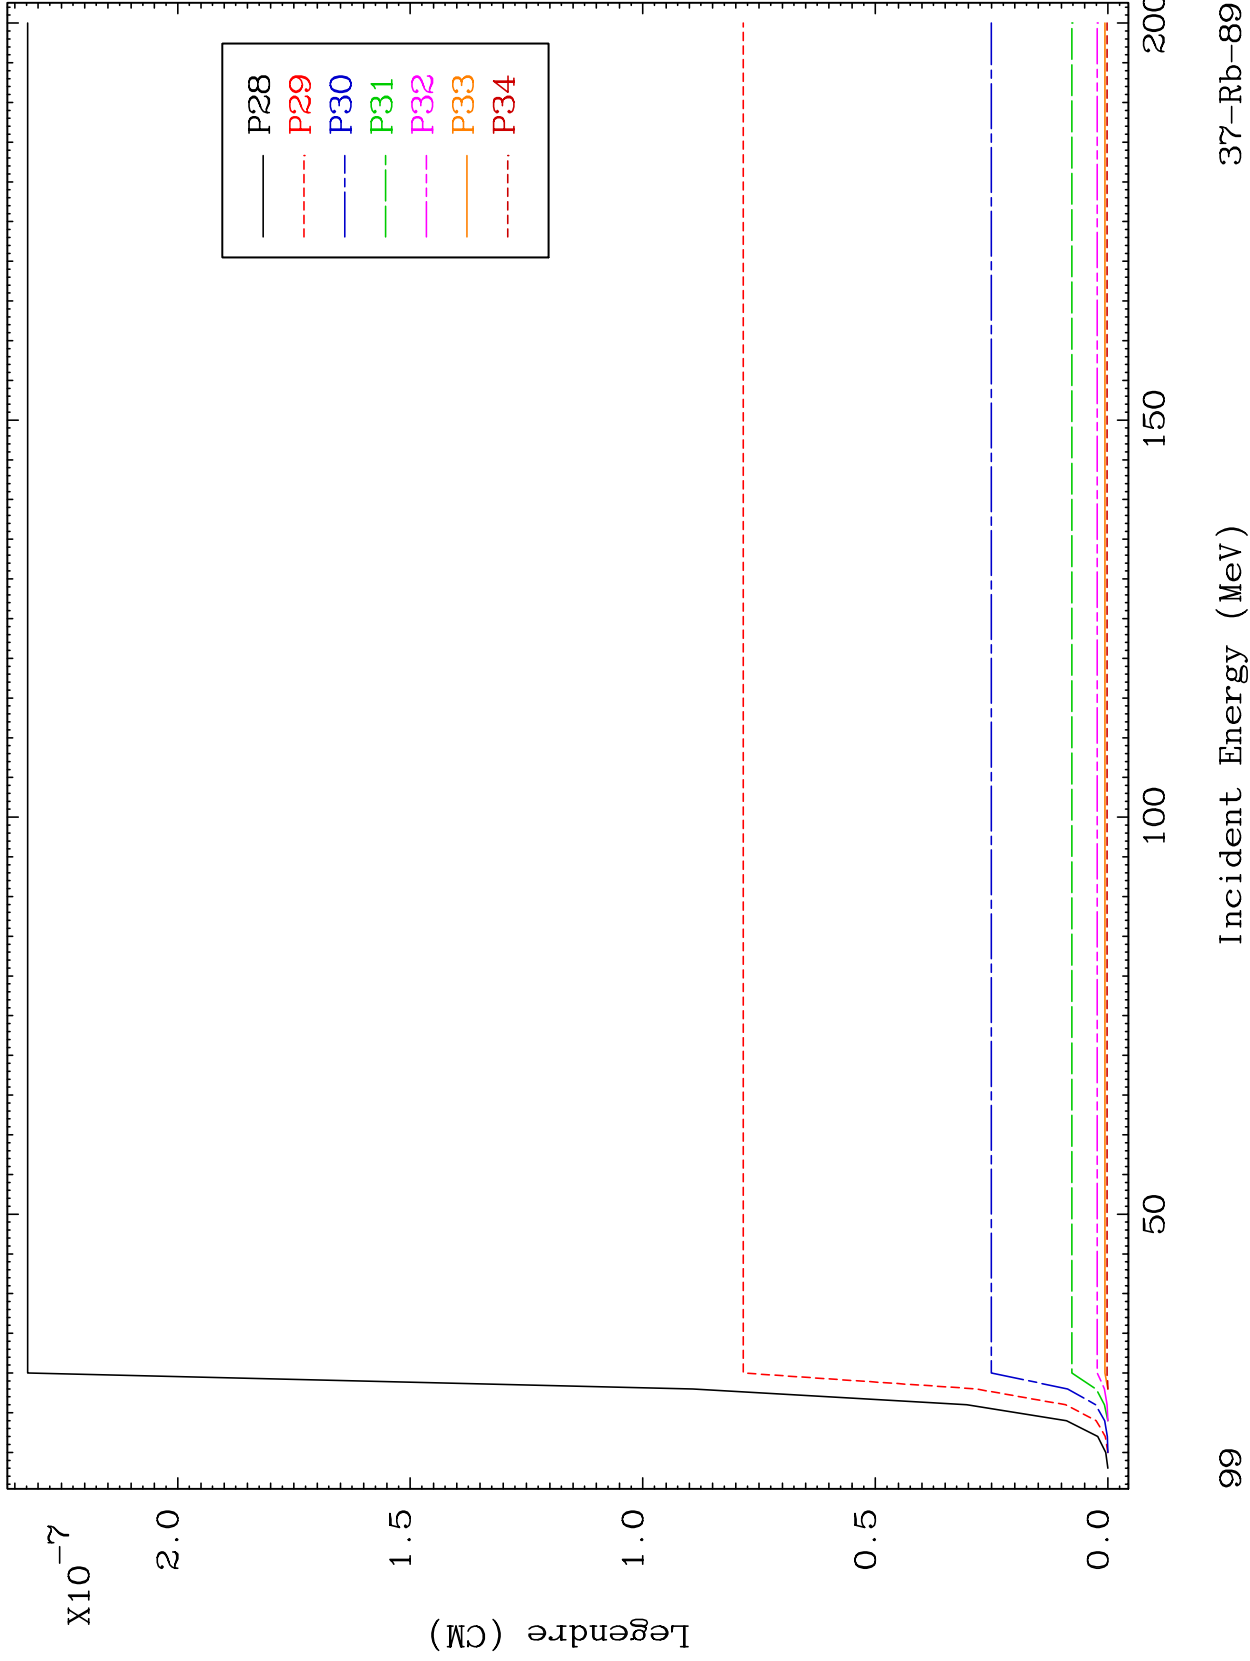 X10-7
2.0
1.5
1.0
0.5
0.0
Legendre (CM)
P28
P29
P30
P31
P32
P33
P34
50
100
150
200
Incident Energy (MeV)
99
37-Rb-89